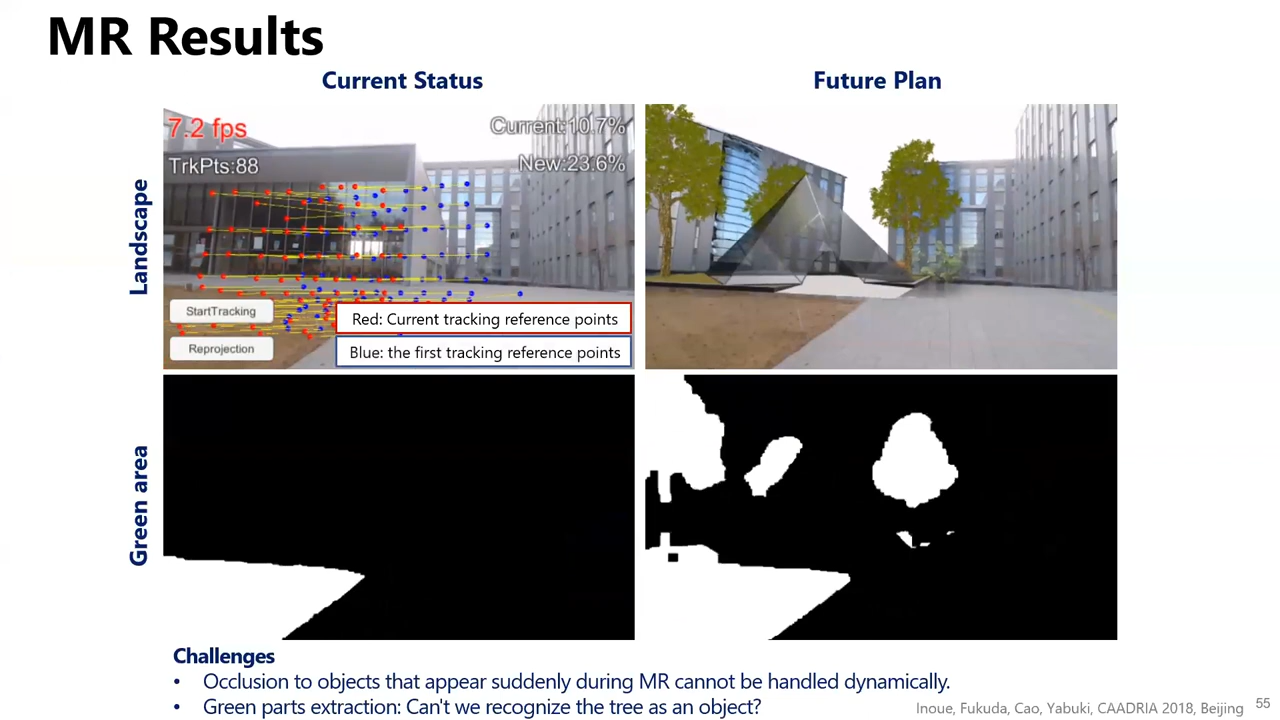 MR Results
Current Status
Future Plan
Landscape
7.2 fps
Current:10.7%
TrkPts:88
New:23.6%
StartTracking
Red: Current tracking reference points
Reprojection
Blue: the first tracking reference points
Green area
Challenges
• Occlusion to objects that appear suddenly during MR cannot be handled dynamically.
• Green parts extraction: Can't we recognize the tree as an object?
Inoue, Fukuda, Cao, Yabuki, CAADRIA 2018, Beijing
55